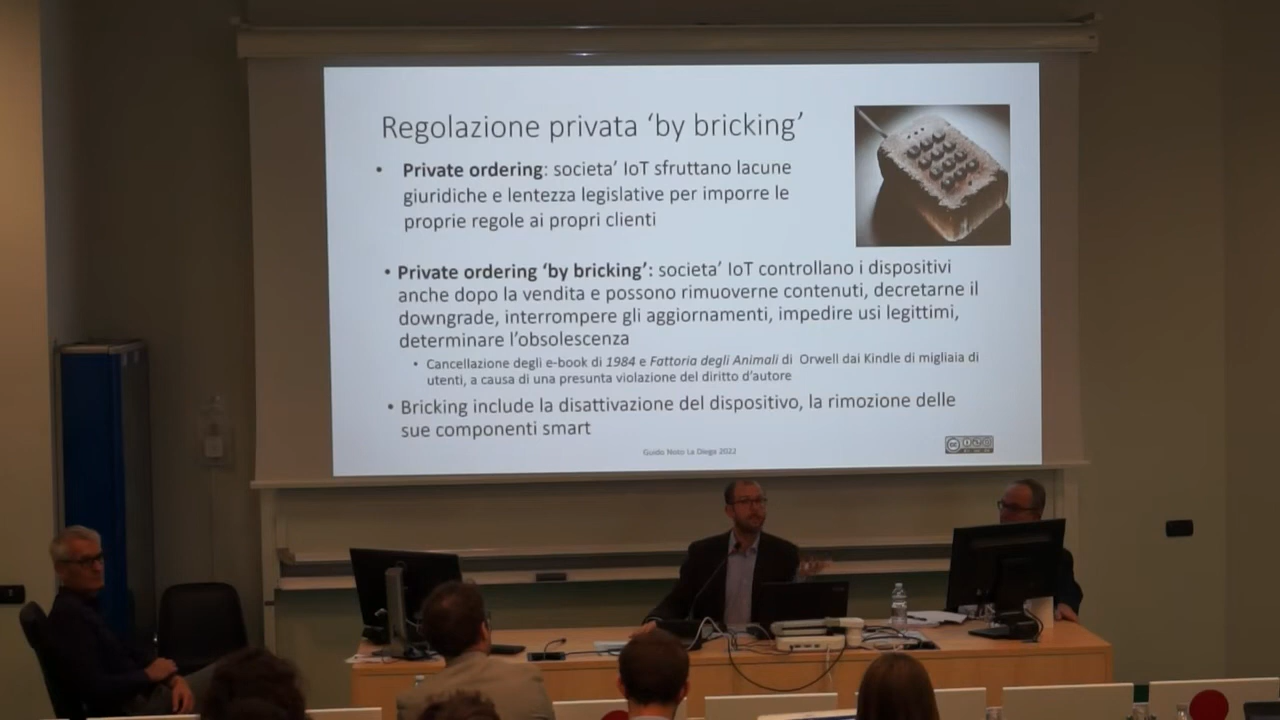 Regolazione privata ‘by bricking’
• Private ordering: societa’ IoT sfruttano lacune
giuridiche e lentezza legislative per imporre le
proprie regole ai propri clienti
• Private ordering ‘by bricking’: societa’ IoT controllano i dispositivi
anche dopo la vendita e possono rimuoverne contenuti, decretarne il
downgrade, interrompere gli aggiornamenti, impedire usi legittimi,
determinare l’obsolescenza
• Cancellazione degli e-book di 1984 e Fattoria degli Animali di Orwell dai Kindle di migliaia di
utenti, a causa di una presunta violazione del diritto d’autore
• Bricking include la disattivazione del dispositivo, la rimozione delle
sue componenti smart
Guido Noto La Diega 2022